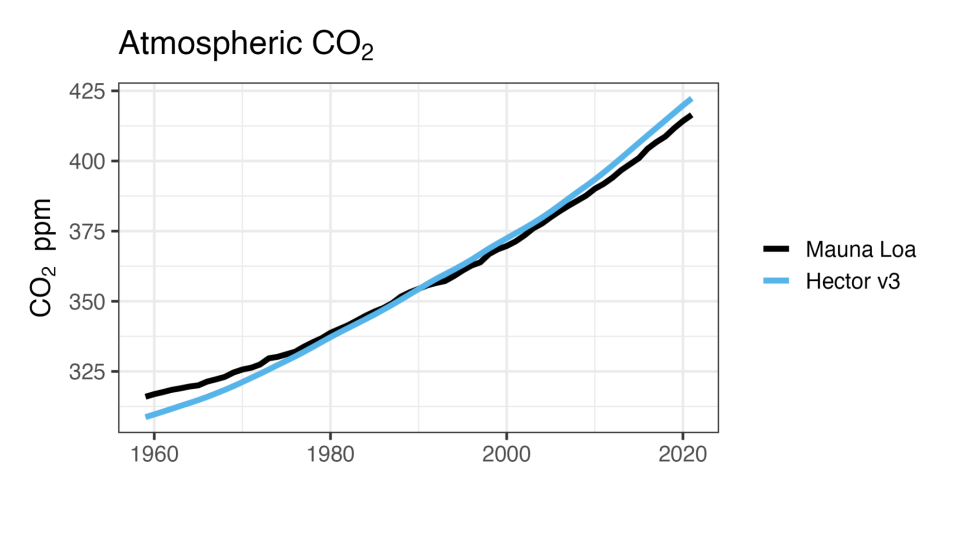 Atmospheric CO₂
CO₂ ppm
425
400
375
350
325
1960 1980 2000 2020
Mauna Loa
Hector v3